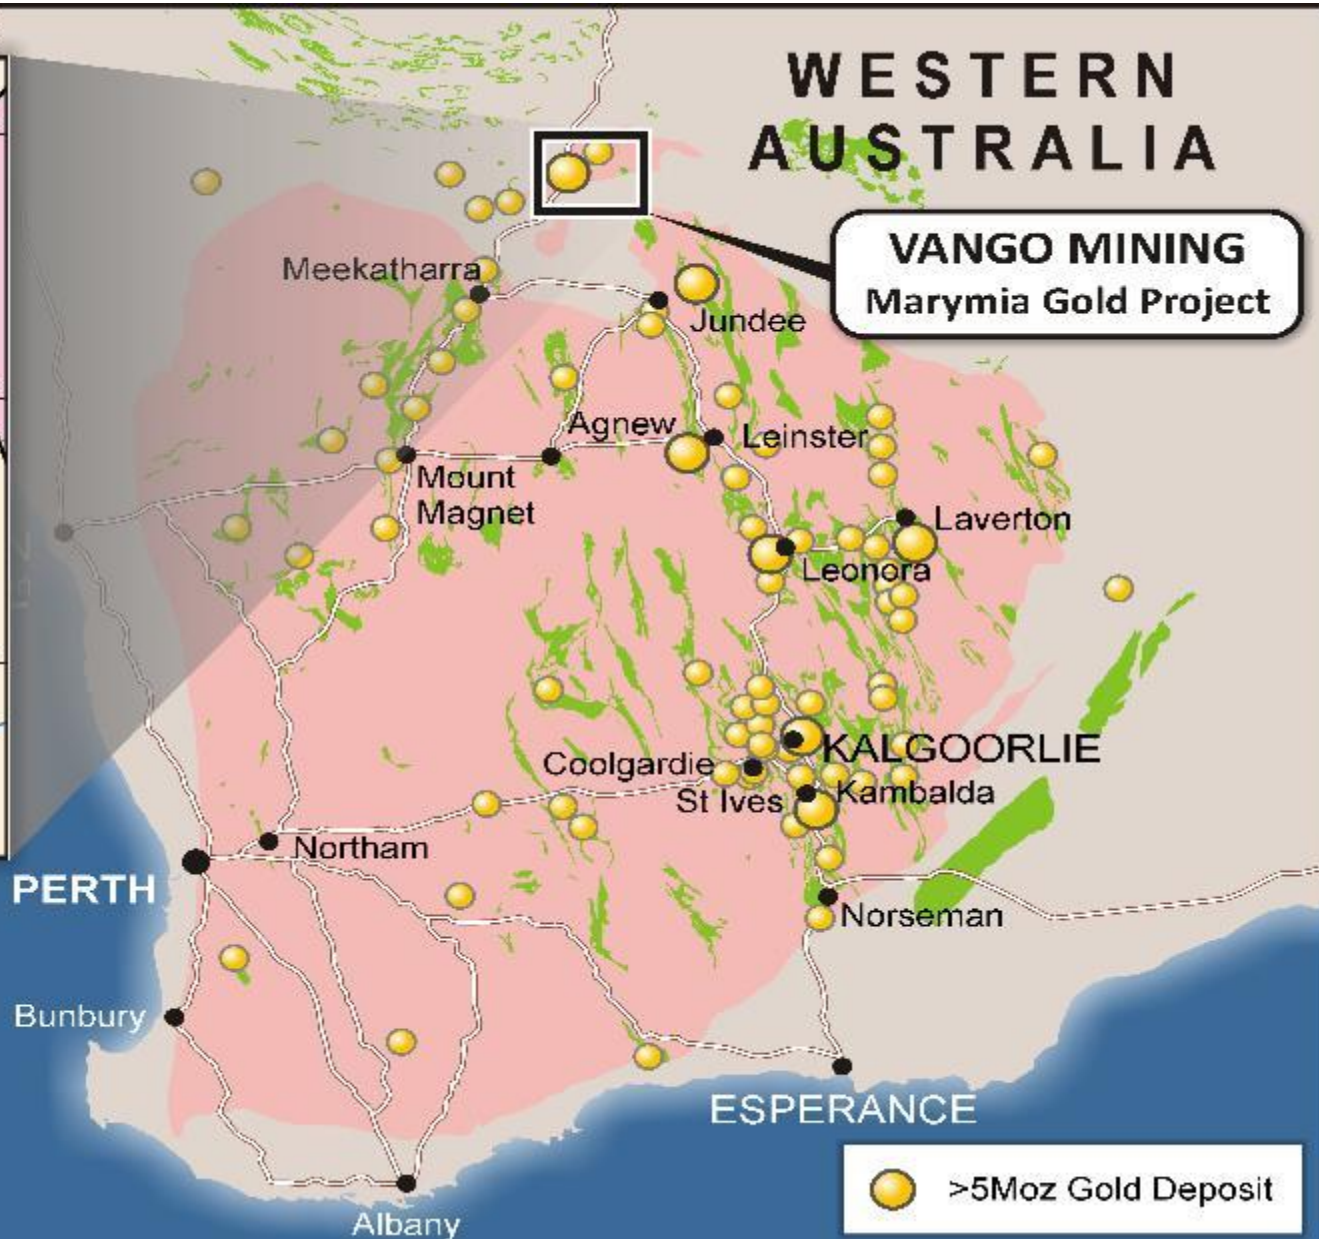 WESTERN
AUSTRALIA
VANGO MINING
Marymia Gold Project
Meekatharra
Jundee
Agnew
Leinster
Mount
Magnet
Laverton
Leonora
KALGOORLIE
Coolgardie
St Ives
Kambalda
Northam
PERTH
Norseman
Bunbury
ESPERANCE
Albany
>5Moz Gold Deposit